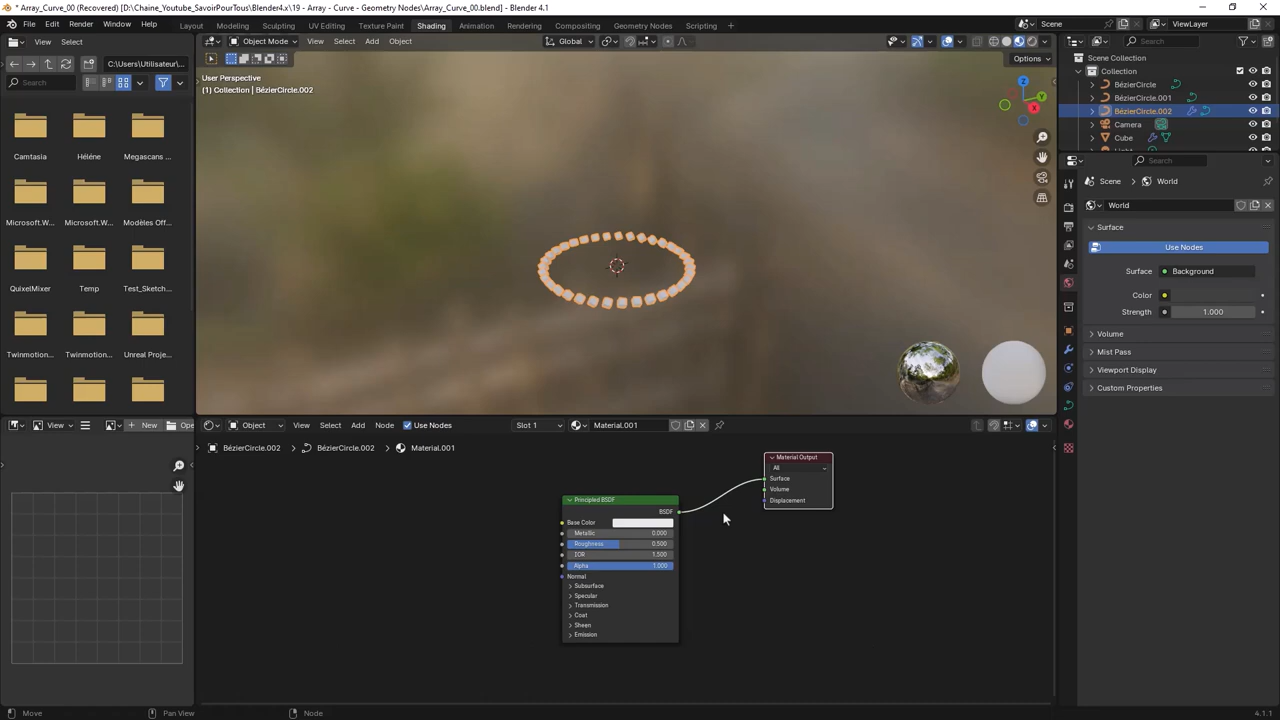 * Array_Curve_00 (Recovered) [D:\Chaine_Youtube_SavoirPourTous\Blender4.x\19 - Array - Curve - Geometry Nodes\Array_Curve_00.blend] - Blender 4.1
File Edit Render Window Help Layout Modeling Sculpting UV Editing Texture Paint Shading Animation Rendering Compositing Geometry Nodes Scripting Scene ViewLayer
View Select Object Mode View Select Add Object Global Search
C:\Users\Utilisateur\... Options Scene Collection
Search Collection
User Perspective BézierCircle
(1) Collection | BézierCircle.002 BézierCircle.001
X Y Z BézierCircle.002
Camera
Cube
Camtasia Héléne Megascans ...
Search
Scene World
Microsoft.W... Microsoft.W... Modèles Off...
World
Surface
Use Nodes
QuixelMixer Temp Test_Sketch...
Surface Background
Color
Strength 1.000
Twinmotion... Twinmotion... Unreal Proje...
Volume
Mist Pass
Viewport Display
Custom Properties
View New Ope Object View Select Add Node Use Nodes Slot 1 Material.001
BézierCircle.002 BézierCircle.002 Material.001
Material Output
All
Surface
Volume
Displacement
Principled BSDF
BSDF
Base Color
Metallic 0.000
Roughness 0.500
IOR 1.500
Alpha 1.000
Normal
Subsurface
Specular
Transmission
Coat
Sheen
Emission
Move Pan View Node 4.1.1